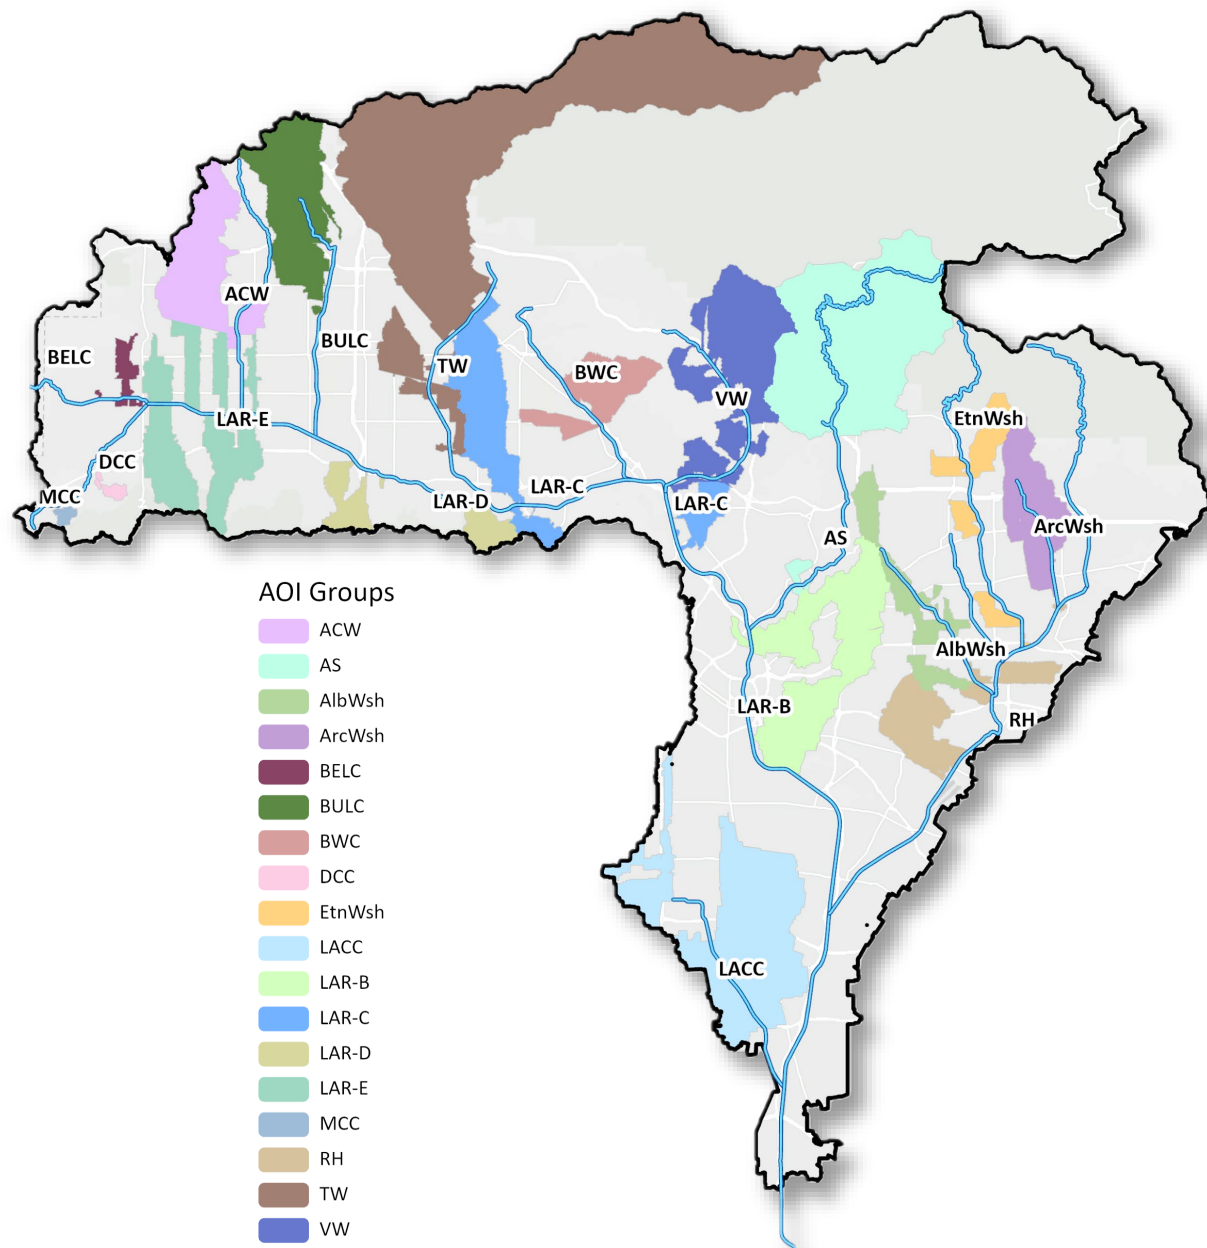 ACW
BULC
BELC
TW
BWC
VW
LAR-E
EtnWsh
DCC
LAR-D
LAR-C
LAR-C
MCC
ArcWsh
AS
AlbWsh
LAR-B
RH
LACC
AOI Groups
ACW
AS
AlbWsh
ArcWsh
BELC
BULC
BWC
DCC
EtnWsh
LACC
LAR-B
LAR-C
LAR-D
LAR-E
MCC
RH
TW
VW